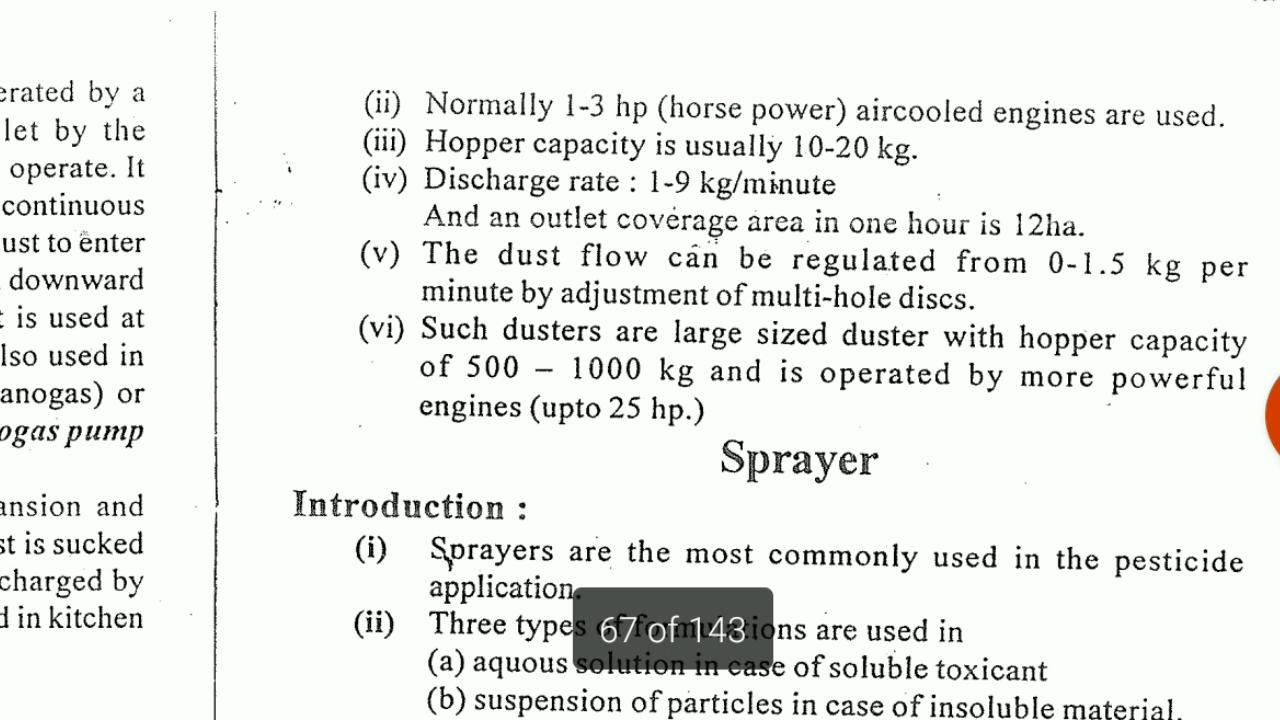 erated by a
let by the
operate. It
continuous
ust to enter
downward
t is used at
lso used in
anogas) or
ogas pump
ansion and
st is sucked
charged by
d in kitchen
(ii) Normally 1-3 hp (horse power) aircooled engines are used.
(iii) Hopper capacity is usually 10-20 kg.
(iv) Discharge rate : 1-9 kg/minute
And an outlet coverage area in one hour is 12ha.
(v) The dust flow can be regulated from 0-1.5 kg per
minute by adjustment of multi-hole discs.
(vi) Such dusters are large sized duster with hopper capacity
of 500 – 1000 kg and is operated by more powerful
engines (upto 25 hp.)
Sprayer
Introduction :
(i) Sprayers are the most commonly used in the pesticide
application.
(ii) Three types of formulations are used in
67 of 143
(a) aquous solution in case of soluble toxicant
(b) suspension of particles in case of insoluble material.